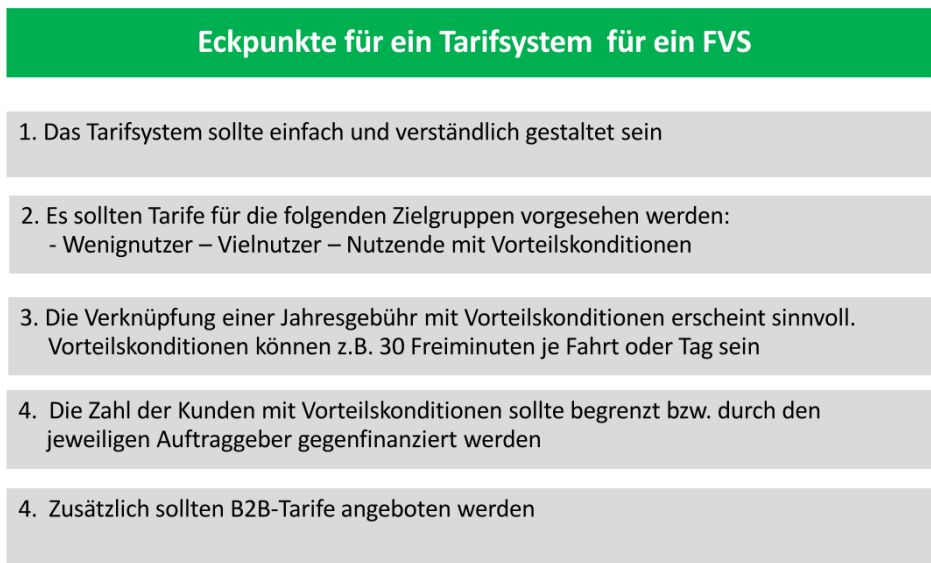 Eckpunkte für ein Tarifsystem für ein FVS
1. Das Tarifsystem sollte einfach und verständlich gestaltet sein
2. Es sollten Tarife für die folgenden Zielgruppen vorgesehen werden:
- Wenignutzer – Vielnutzer – Nutzende mit Vorteilskonditionen
3. Die Verknüpfung einer Jahresgebühr mit Vorteilskonditionen erscheint sinnvoll.
Vorteilskonditionen können z.B. 30 Freiminuten je Fahrt oder Tag sein
4. Die Zahl der Kunden mit Vorteilskonditionen sollte begrenzt bzw. durch den
jeweiligen Auftraggeber gegenfinanziert werden
4. Zusätzlich sollten B2B-Tarife angeboten werden